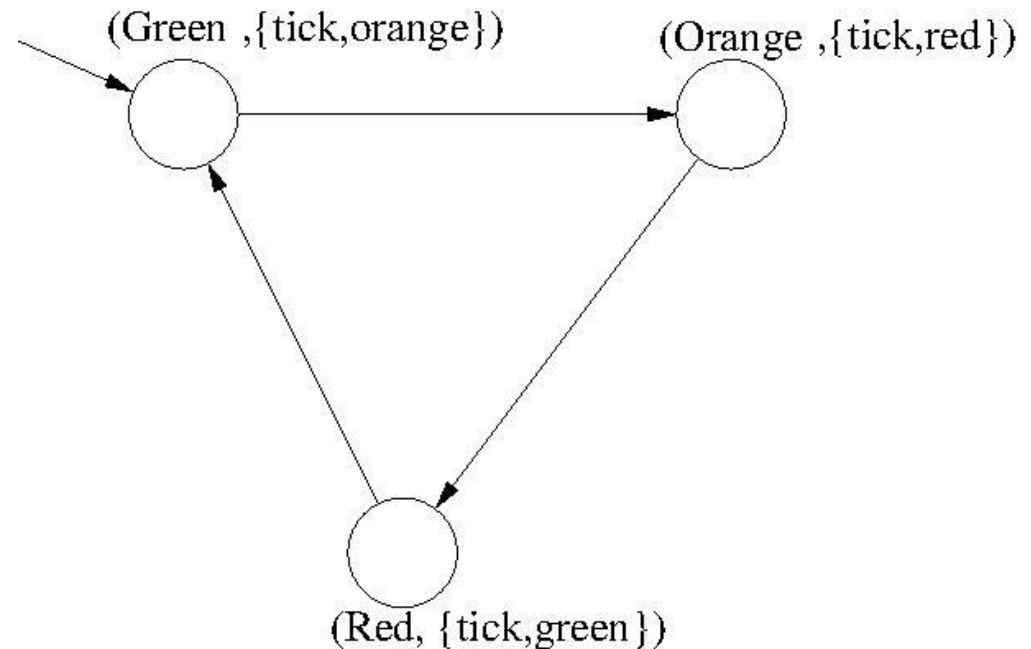 (Green ,{tick,orange})
(Orange ,{tick,red})
(Red, {tick,green})